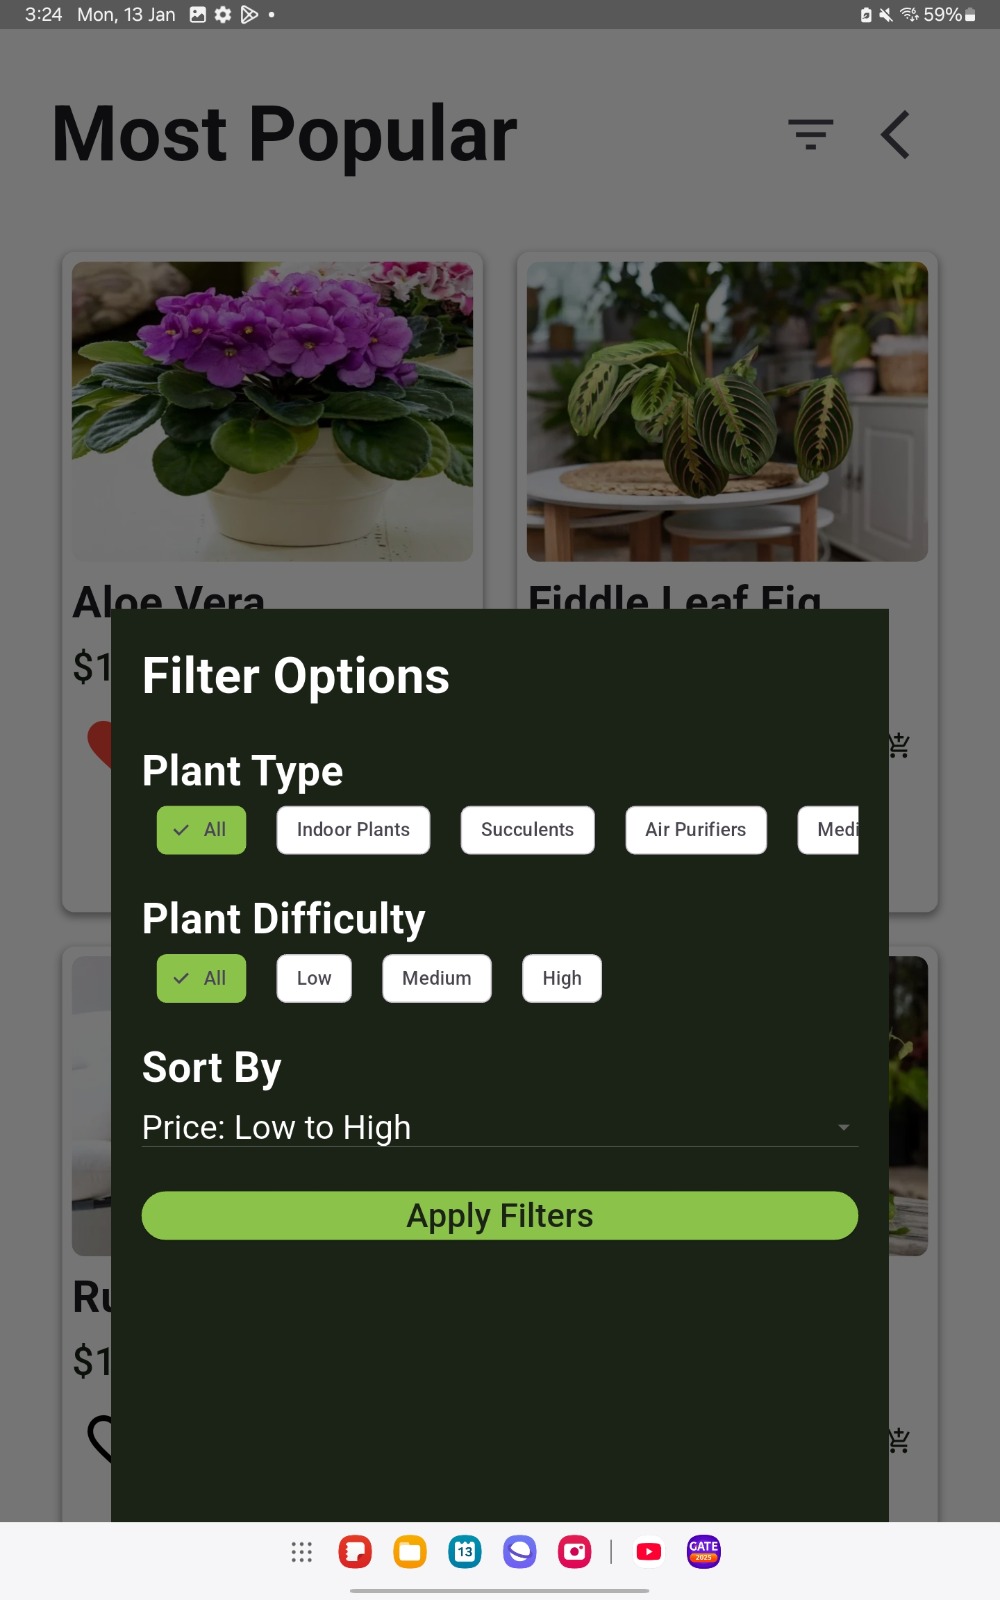 3:24 Mon, 13 Jan 59%
Most Popular
Aloe Vera
Fiddle Leaf Fig
$1
Filter Options
Plant Type
All Indoor Plants Succulents Air Purifiers Medi
Plant Difficulty
All Low Medium High
Sort By
Price: Low to High
Apply Filters
Ru
$1
13
GATE
2025